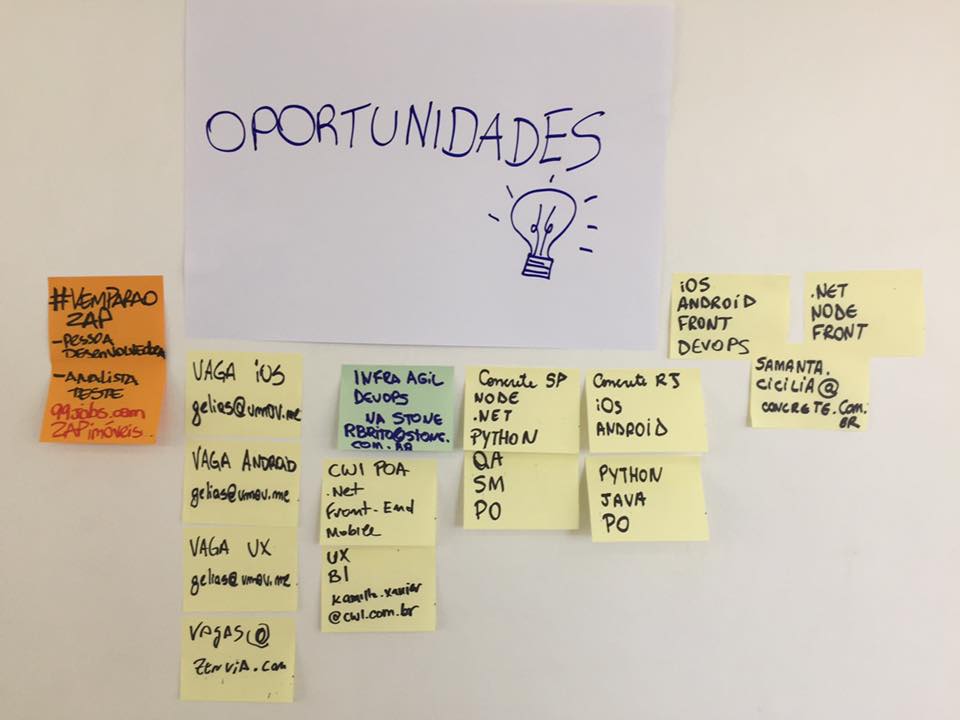 OPORTUNIDADES
#VEMPARAO
ZAP
-PESSOA
DESENVOLVEDORA
-ANALISTA
TESTE
99jobs.com
ZAPimóveis.
VAGA iOS
gelias@umov.me
VAGA ANDROID
gelias@umov.me
VAGA UX
gelias@umov.me
VAGAS@
ZENVIA.com
INFRA AGIL
DEVOPS
NA STONE
RBRITO@STONE.
COM.BR
CWI POA
.Net
Front-End
Mobile
UX
BI
@cwi.com.br
Concrete SP
NODE
.NET
PYTHON
QA
SM
PO
Concrete RJ
iOS
ANDROID
PYTHON
JAVA
PO
iOS
ANDROID
FRONT
DEVOPS
.NET
NODE
FRONT
SAMANTA.
CICILIA@
CONCRETE.COM.
BR